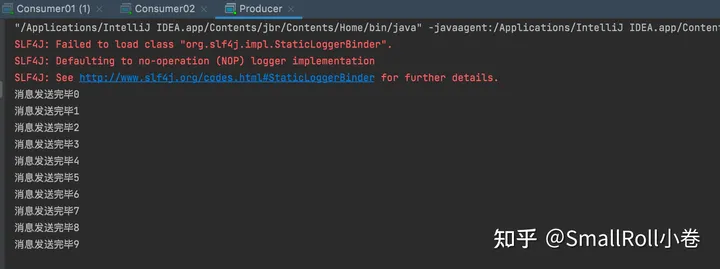 Consumer01 (1) × Consumer02 × Producer ×
"/Applications/IntelliJ IDEA.app/Contents/jbr/Contents/Home/bin/java" -javaagent:/Applications/IntelliJ IDEA.app/Conten
SLF4J: Failed to load class "org.slf4j.impl.StaticLoggerBinder".
SLF4J: Defaulting to no-operation (NOP) logger implementation
SLF4J: See http://www.slf4j.org/codes.html#StaticLoggerBinder for further details.
消息发送完毕0
消息发送完毕1
消息发送完毕2
消息发送完毕3
消息发送完毕4
消息发送完毕5
消息发送完毕6
消息发送完毕7
消息发送完毕8
消息发送完毕9
知乎 @SmallRoll小卷